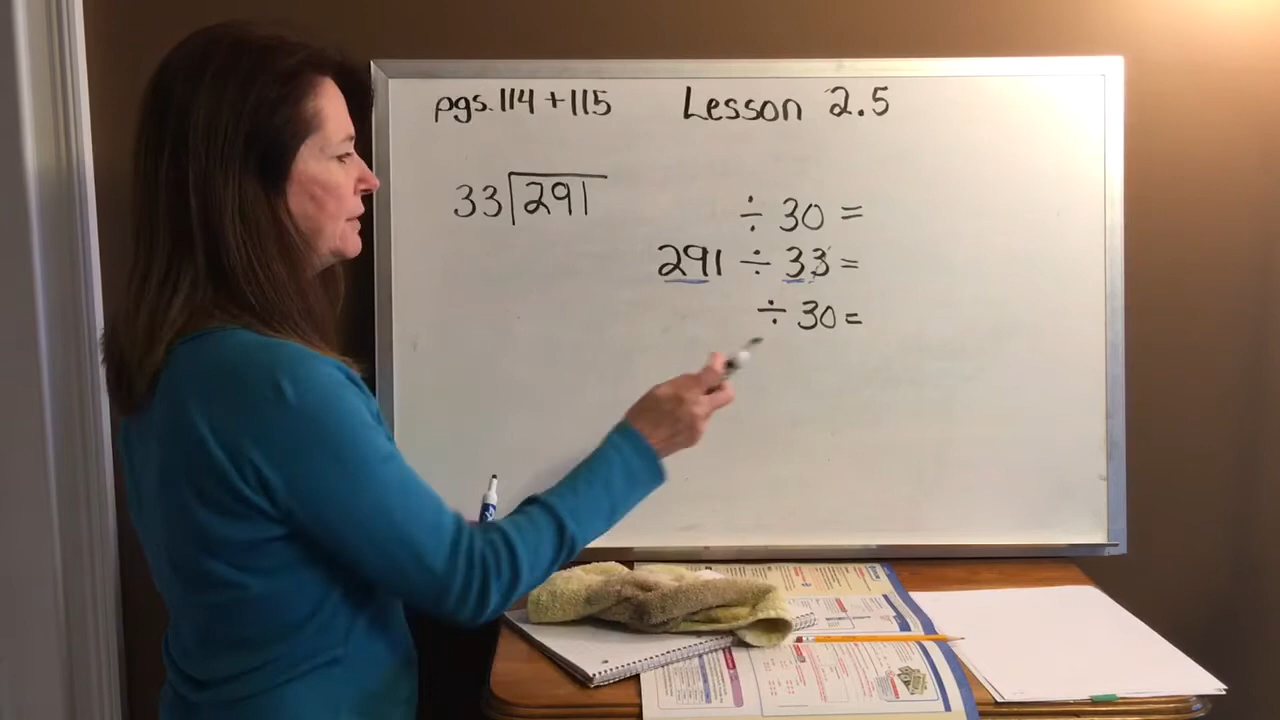 pgs. 114 + 115 Lesson 2.5
33 291
÷ 30 =
291 ÷ 33 =
÷ 30 =